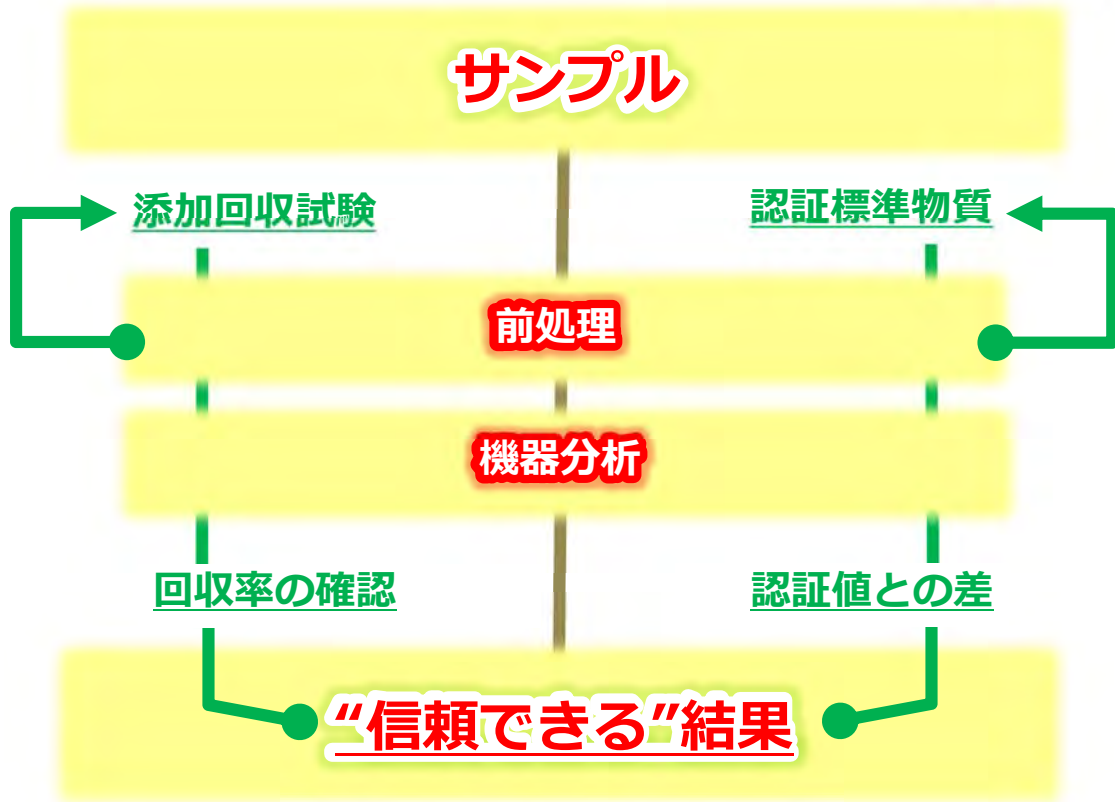 サンプル
添加回収試験
認証標準物質
前処理
機器分析
回収率の確認
認証値との差
“信頼できる”結果